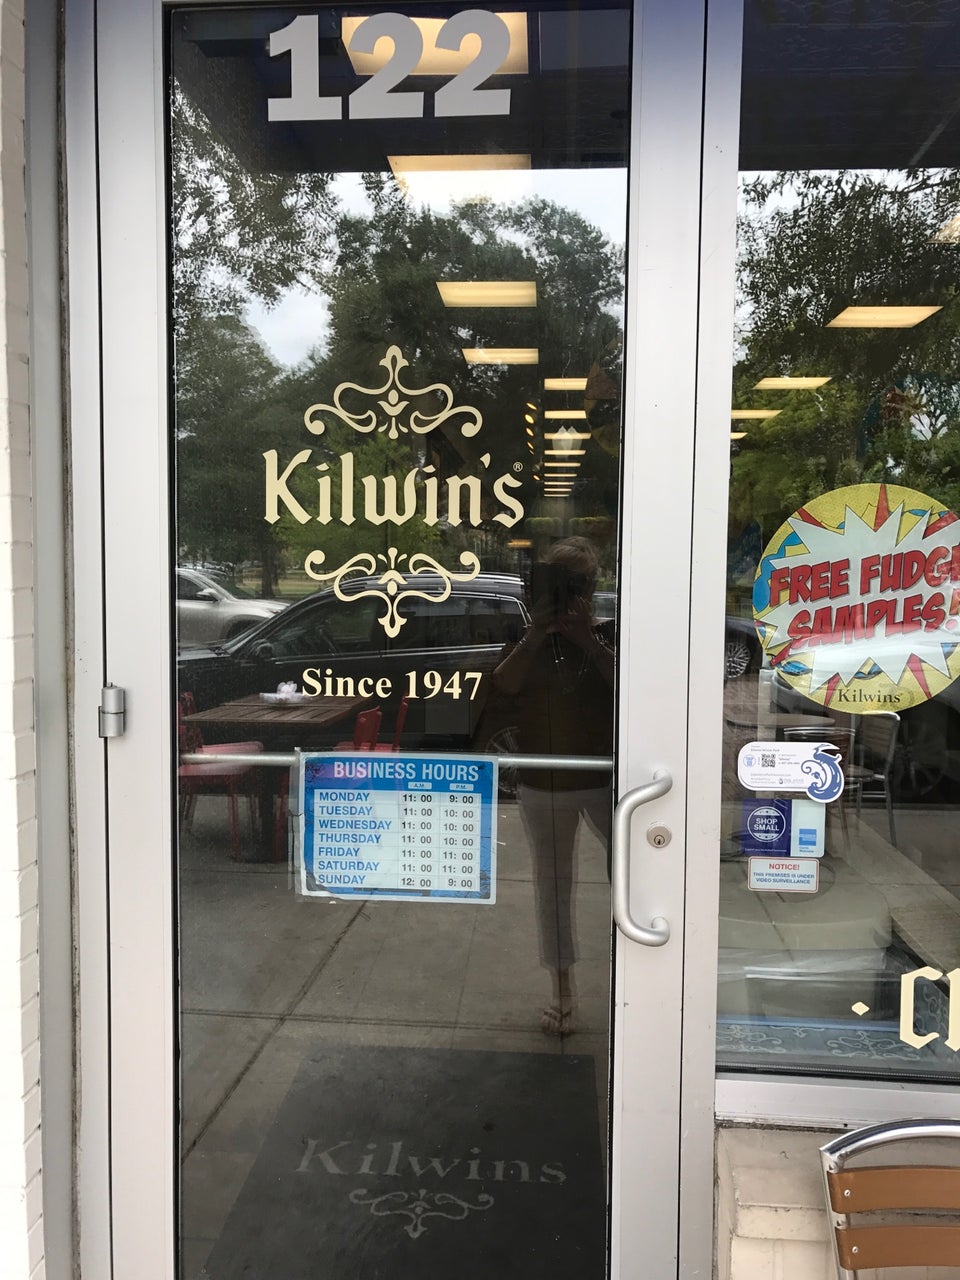 122
Kilwin's®
Since 1947
BUSINESS HOURS
A.M. P.M.
MONDAY 11:00 9:00
TUESDAY 11:00 10:00
WEDNESDAY 11:00 10:00
THURSDAY 11:00 10:00
FRIDAY 11:00 11:00
SATURDAY 11:00 11:00
SUNDAY 12:00 9:00
Kilwins
FREE FUDGE
SAMPLES!
Kilwins
SHOP
SMALL
NOTICE!
THIS PREMISES IS UNDER
VIDEO SURVEILLANCE